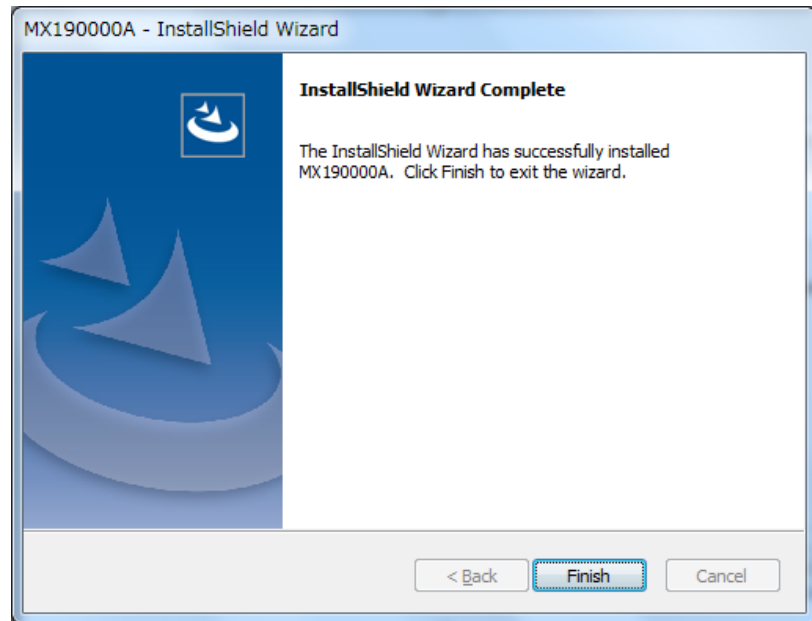 MX190000A - InstallShield Wizard
InstallShield Wizard Complete
The InstallShield Wizard has successfully installed
MX190000A. Click Finish to exit the wizard.
< Back
Finish
Cancel